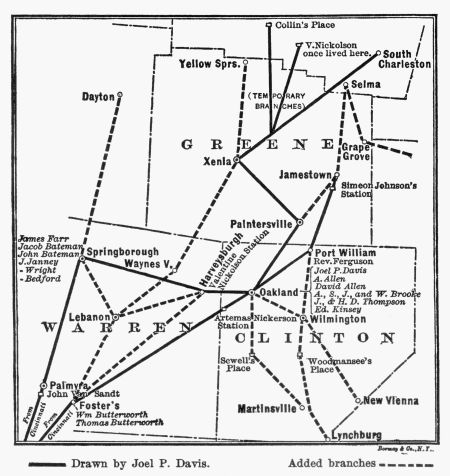 Collin's Place
V. Nickolson
once lived here.
South
Charleston
Yellow Sprs.
Selma
Dayton
(TEMPORARY
BRANCHES)
GREENE
Grape
Grove
Xenia
Jamestown
Simeon Johnson's
Station
Paintersville
James Farr
Jacob Bateman
John Bateman
J. Janney
- Wright
- Bedford
Springborough
Waynes V.
Harveysburgh
Valentine
Nickolson Station
Port William
Rev. Ferguson
Joel P. Davis
A. Allen
David Allen
A., S., J., and W. Brooke
J., & H. D. Thompson
Ed. Kinsey
Oakland
Lebanon
Artemas Nickerson
Station
Wilmington
WARREN
CLINTON
Sewell's
Place
Woodmansee's
Place
Palmyra
John Van Sandt
Foster's
Wm Butterworth
Thomas Butterworth
From
Cincinnati
From
Cincinnati
Martinsville
New Vienna
Lynchburg
Bormay & Co., N.Y.
Drawn by Joel P. Davis.
Added branches